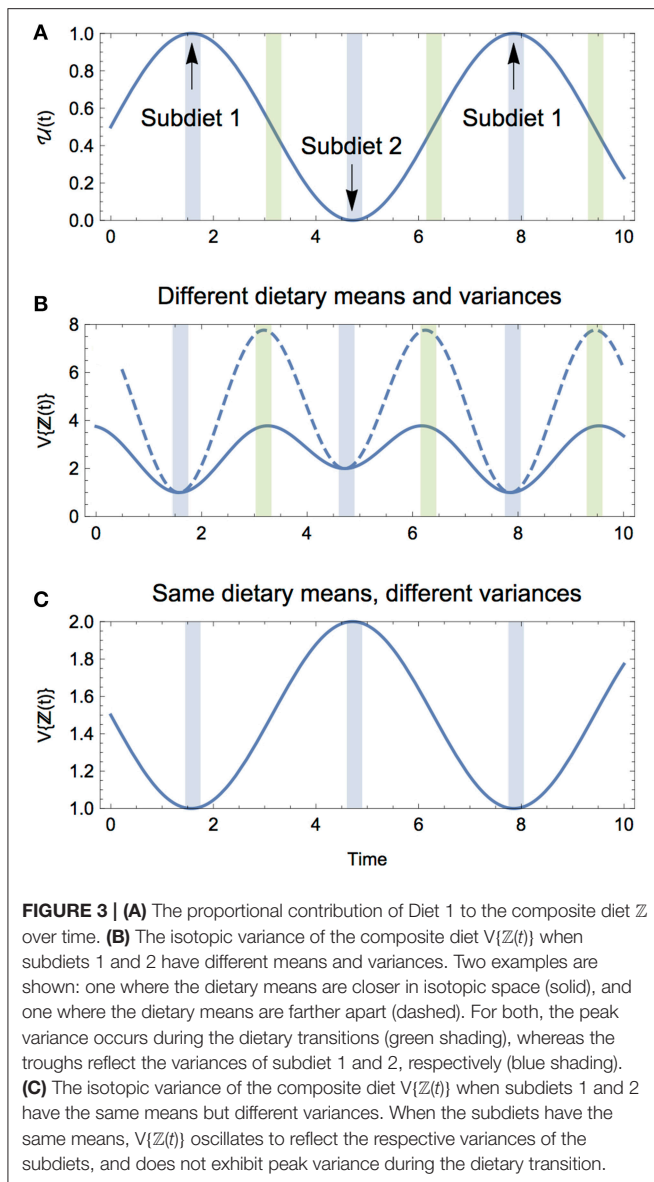 A
1.0
0.8
0.6
0.4
0.2
0.0
𝒰(t)
Subdiet 1
Subdiet 2
Subdiet 1
0 2 4 6 8 10
B
Different dietary means and variances
8
6
4
2
0
V{ℤ(t)}
0 2 4 6 8 10
C
Same dietary means, different variances
2.0
1.8
1.6
1.4
1.2
1.0
V{ℤ(t)}
0 2 4 6 8 10
Time
FIGURE 3 | (A) The proportional contribution of Diet 1 to the composite diet ℤ
over time. (B) The isotopic variance of the composite diet V{ℤ(t)} when
subdiets 1 and 2 have different means and variances. Two examples are
shown: one where the dietary means are closer in isotopic space (solid), and
one where the dietary means are farther apart (dashed). For both, the peak
variance occurs during the dietary transitions (green shading), whereas the
troughs reflect the variances of subdiet 1 and 2, respectively (blue shading).
(C) The isotopic variance of the composite diet V{ℤ(t)} when subdiets 1 and 2
have the same means but different variances. When the subdiets have the
same means, V{ℤ(t)} oscillates to reflect the respective variances of the
subdiets, and does not exhibit peak variance during the dietary transition.